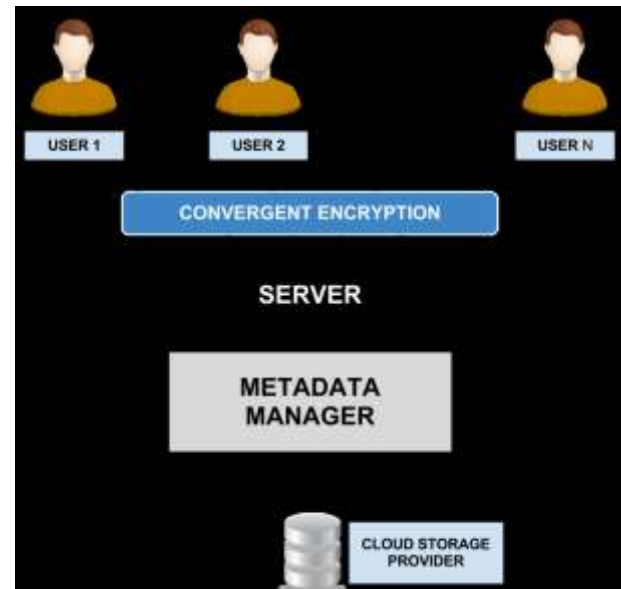 USER 1
USER 2
USER N
CONVERGENT ENCRYPTION
SERVER
METADATA
MANAGER
CLOUD STORAGE
PROVIDER